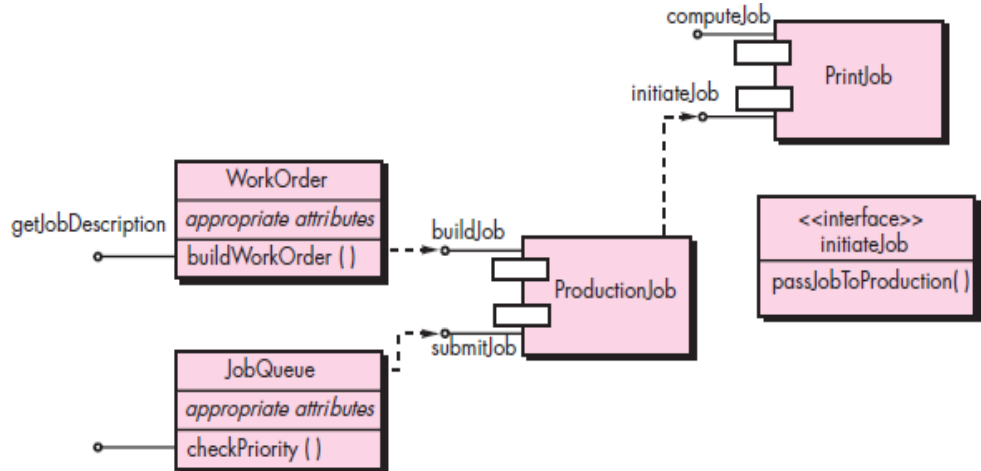 computeJob
PrintJob
initiateJob
WorkOrder
appropriate attributes
buildWorkOrder ( )
getJobDescription
buildJob
<<interface>>
initiateJob
passJobToProduction( )
ProductionJob
submitJob
JobQueue
appropriate attributes
checkPriority ( )